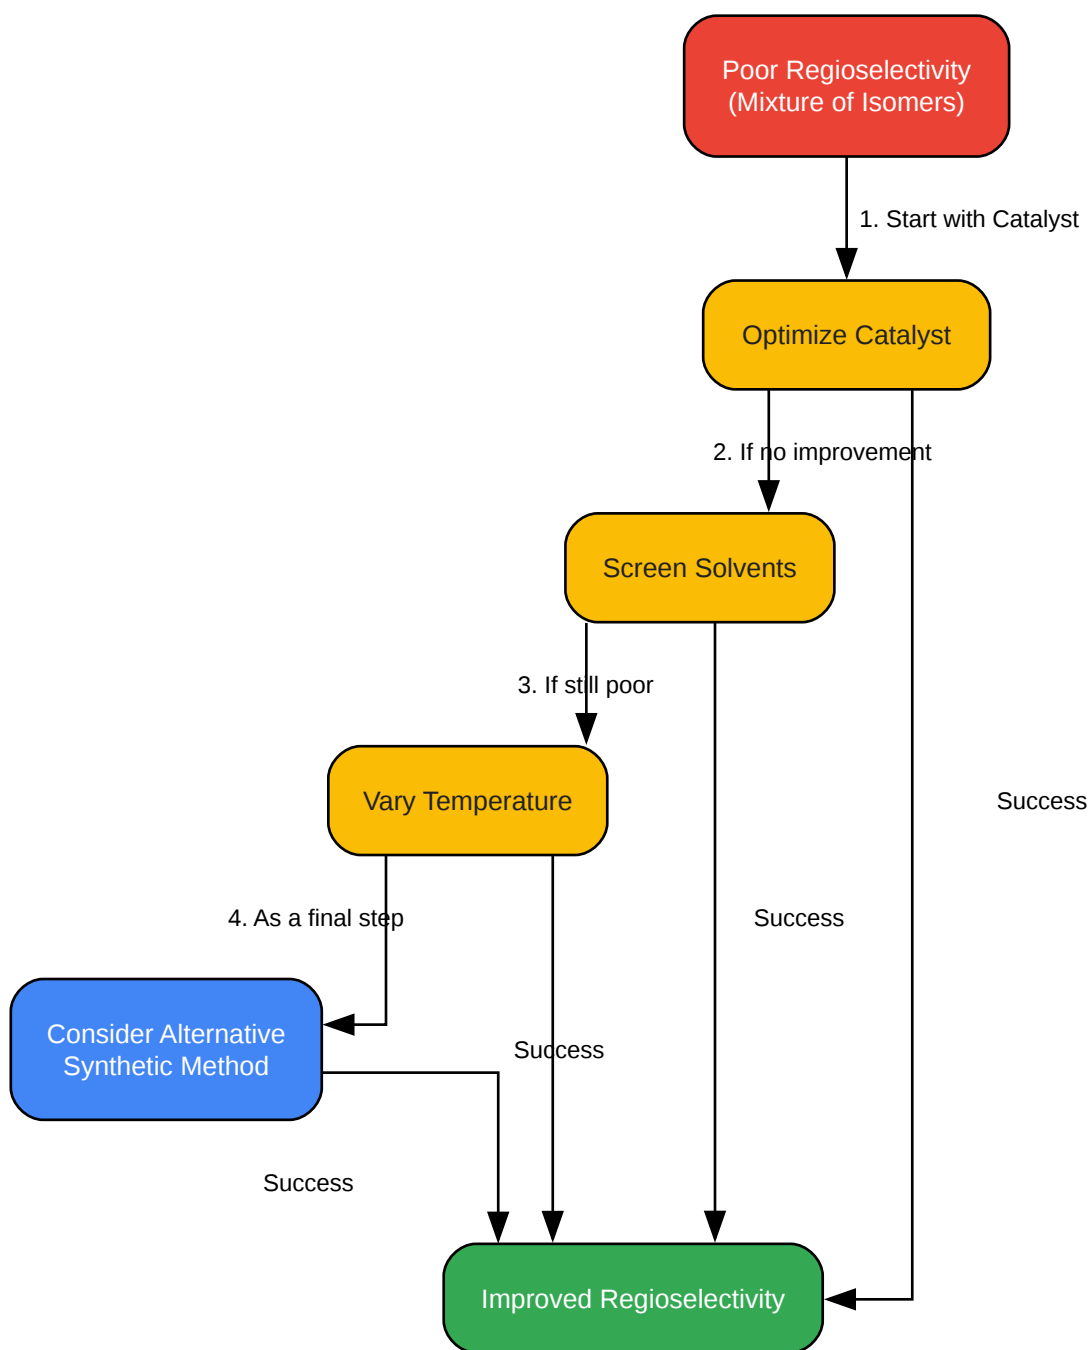 Poor Regioselectivity
(Mixture of Isomers)
1. Start with Catalyst
Optimize Catalyst
2. If no improvement
Screen Solvents
3. If still poor
Vary Temperature
Success
4. As a final step
Success
Consider Alternative
Synthetic Method
Success
Success
Improved Regioselectivity